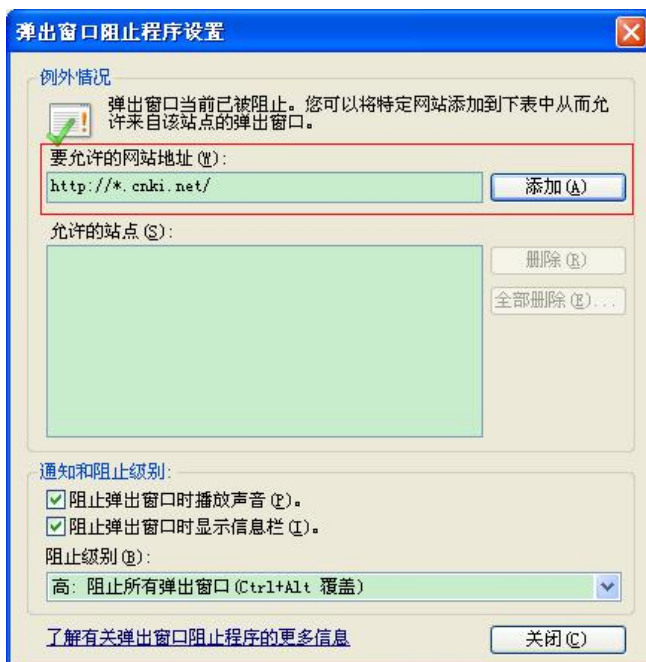 弹出窗口阻止程序设置
例外情况
弹出窗口当前已被阻止。您可以将特定网站添加到下表中从而允
许来自该站点的弹出窗口。
要允许的网站地址(W):
http://*.cnki.net/
添加(A)
允许的站点(S):
删除(R)
全部删除(E)...
通知和阻止级别:
阻止弹出窗口时播放声音(P)。
阻止弹出窗口时显示信息栏(I)。
阻止级别(B):
高: 阻止所有弹出窗口(Ctrl+Alt 覆盖)
了解有关弹出窗口阻止程序的更多信息
关闭(C)